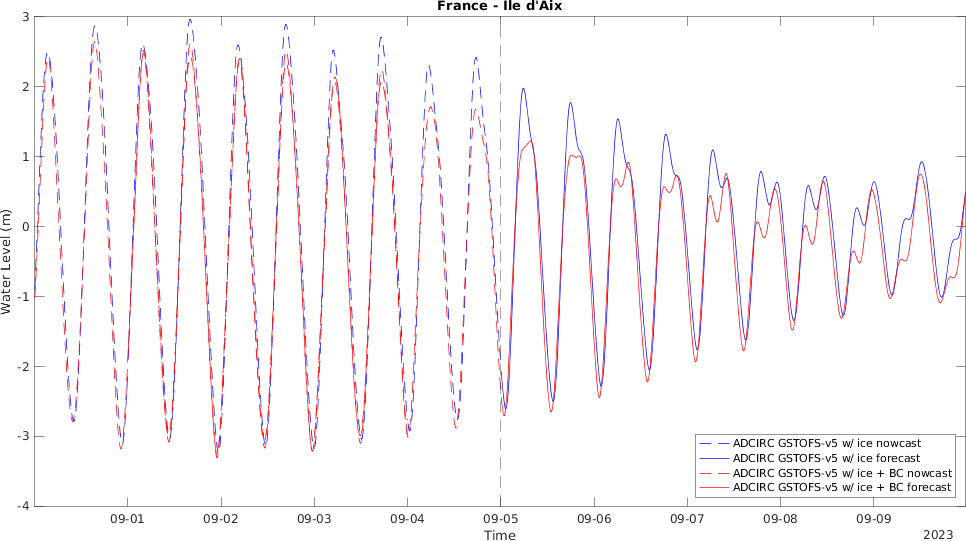 France - Ile d'Aix
3
2
1
0
-1
-2
-3
-4
Water Level (m)
09-01 09-02 09-03 09-04 09-05 09-06 09-07 09-08 09-09
Time
2023
ADCIRC GSTOFS-v5 w/ ice nowcast
ADCIRC GSTOFS-v5 w/ ice forecast
ADCIRC GSTOFS-v5 w/ ice + BC nowcast
ADCIRC GSTOFS-v5 w/ ice + BC forecast